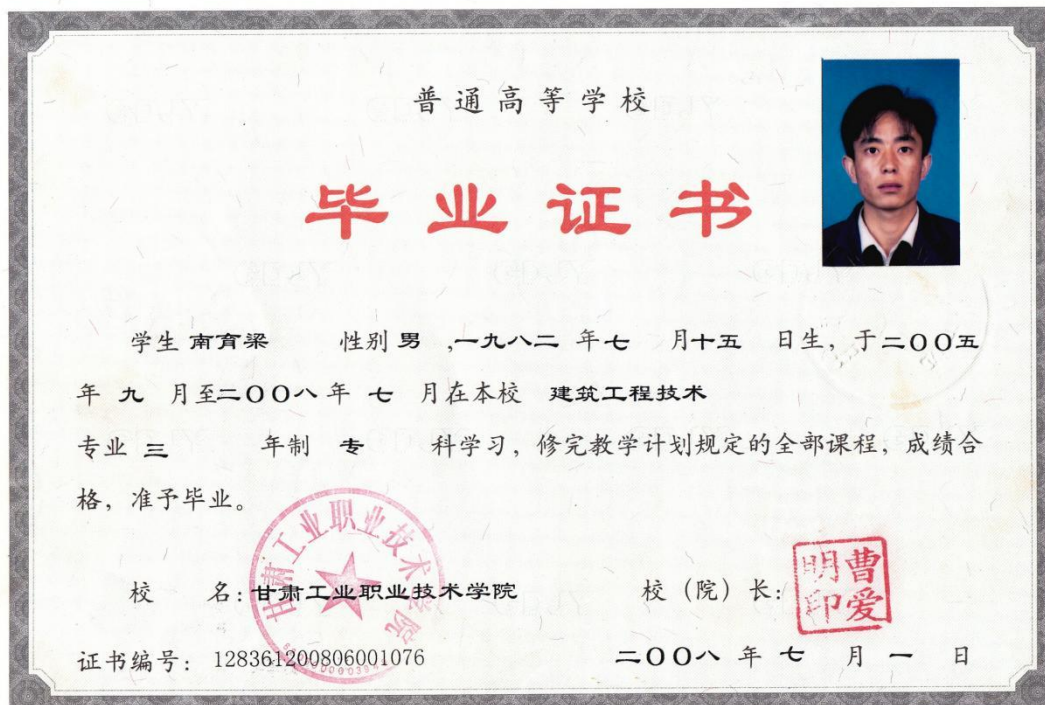 普通高等学校
毕业证书
学生 南育梁 性别 男 ,一九八二 年 七 月 十五 日生，于 二〇〇五
年 九 月至 二〇〇八 年 七 月在本校 建筑工程技术
专业 三 年制 专 科学习，修完教学计划规定的全部课程，成绩合
格，准予毕业。
甘肃工业职业技术学院
校 名: 甘肃工业职业技术学院 校（院）长: 曹爱明印
证书编号: 128361200806001076 二〇〇八 年 七 月 一 日